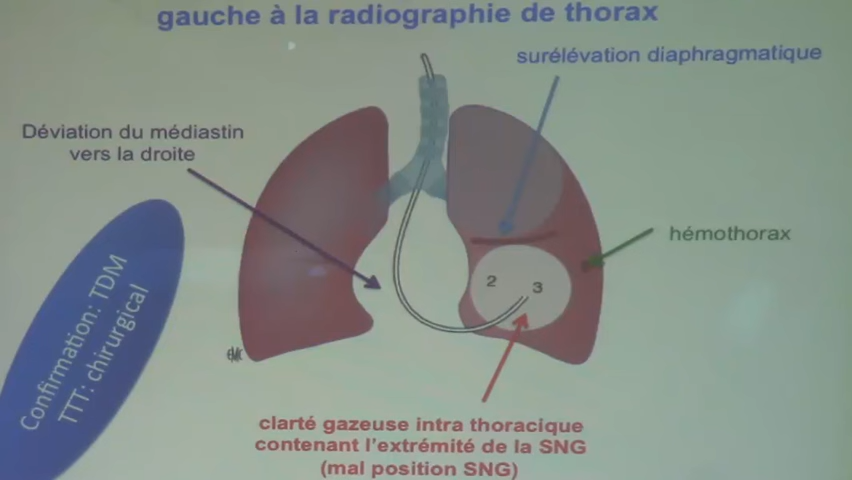 gauche à la radiographie de thorax
surélévation diaphragmatique
Déviation du médiastin
vers la droite
hémothorax
2
3
Confirmation: TDM
TTT: chirurgical
EMC
clarté gazeuse intra thoracique
contenant l'extrémité de la SNG
(mal position SNG)